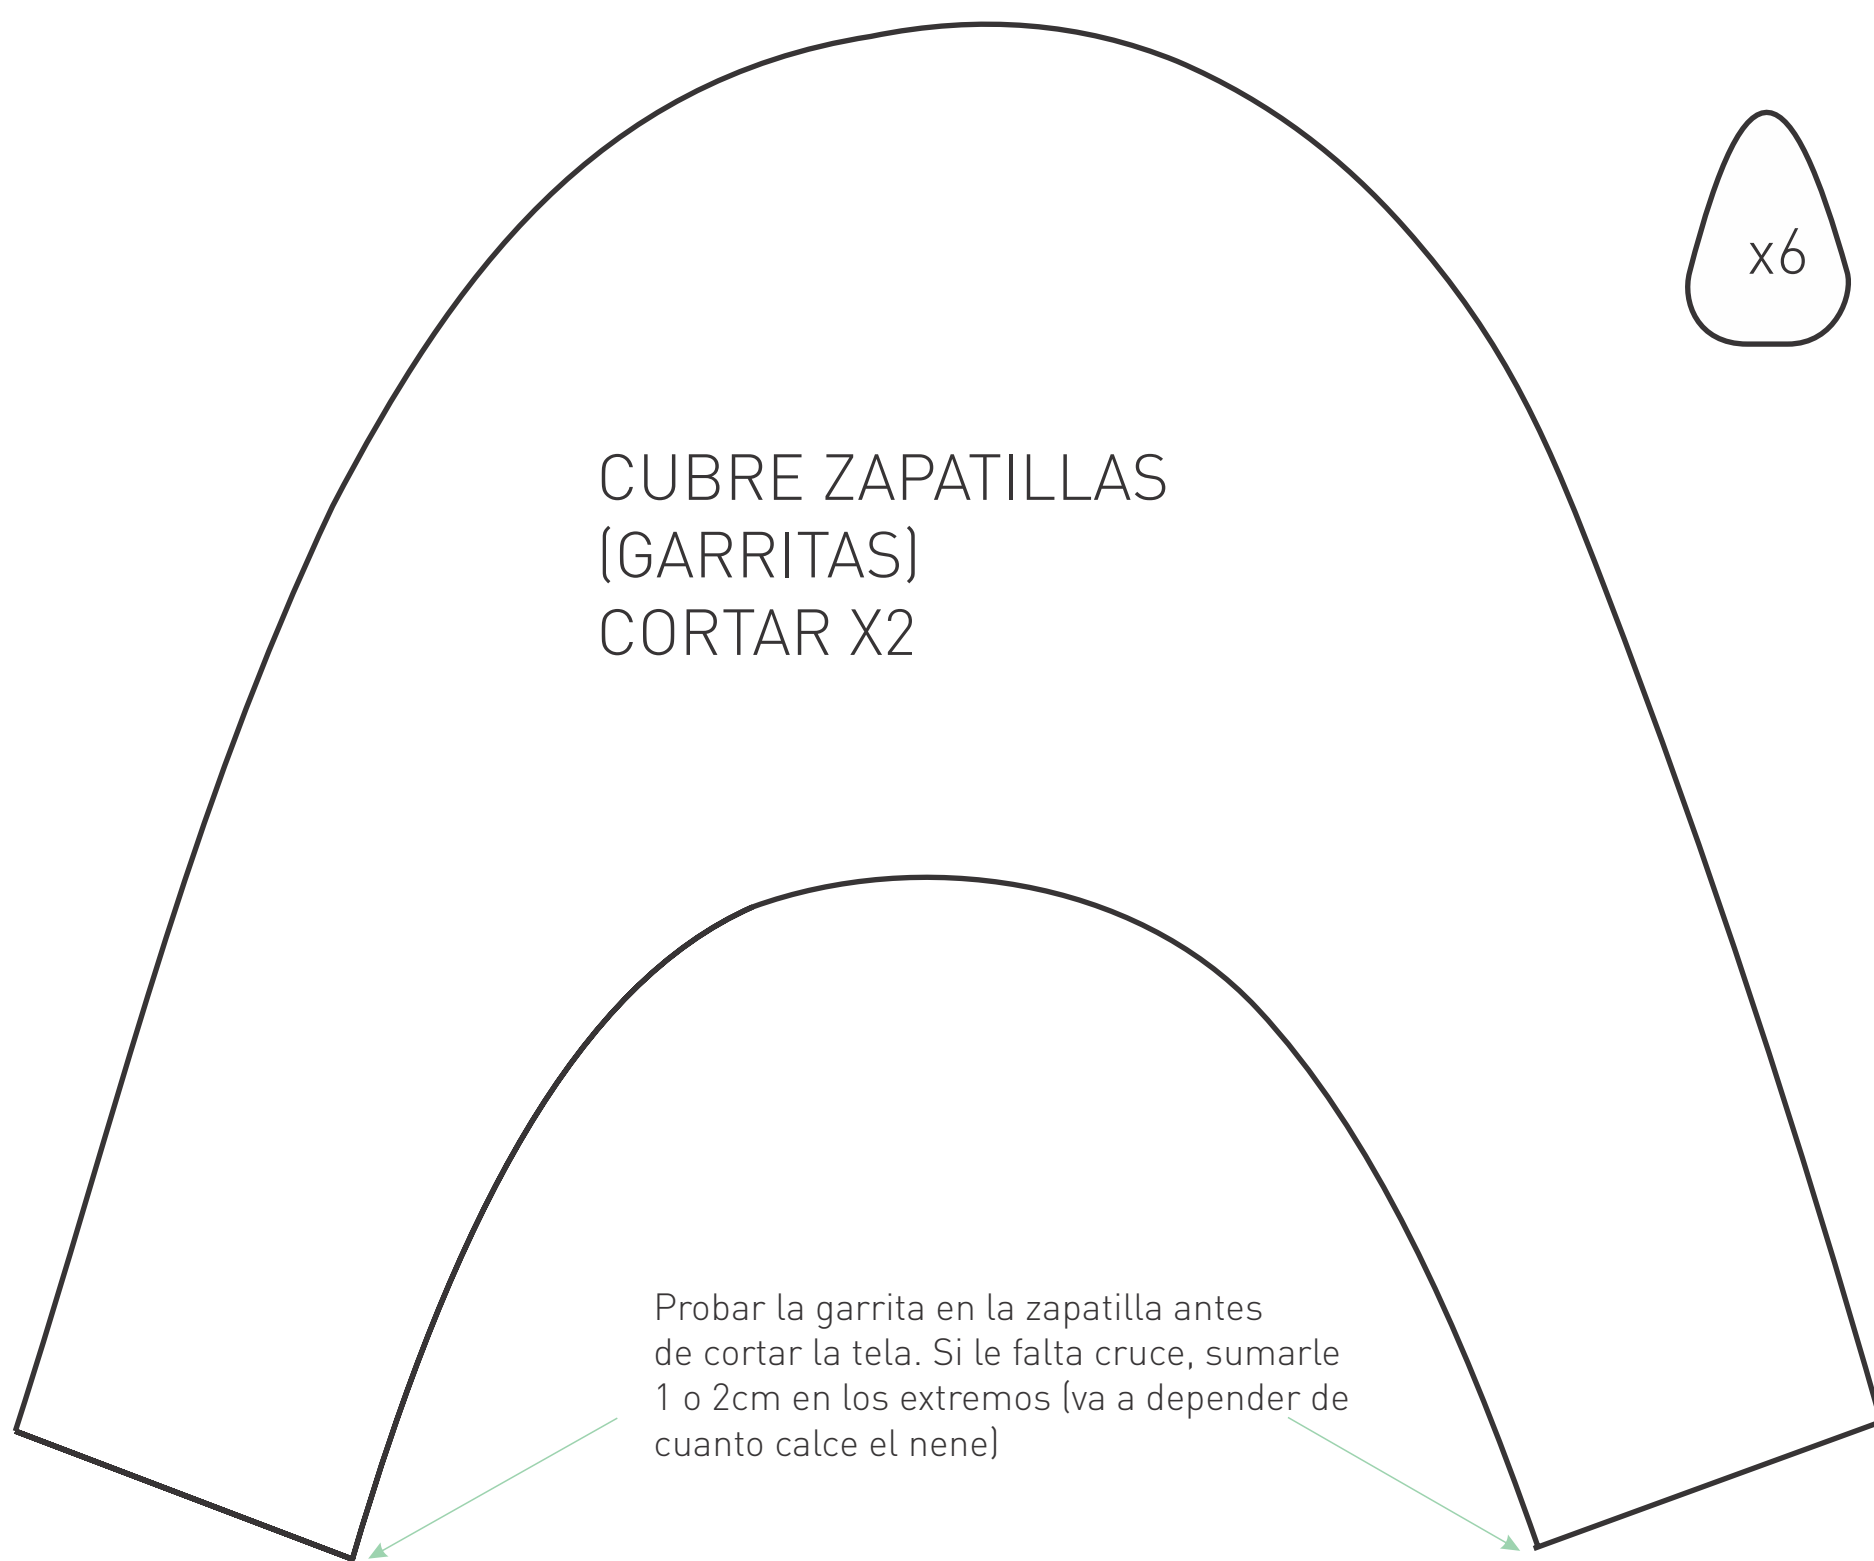 x6
CUBRE ZAPATILLAS
(GARRITAS)
CORTAR X2
Probar la garrita en la zapatilla antes
de cortar la tela. Si le falta cruce, sumarle
1 o 2cm en los extremos (va a depender de
cuanto calce el nene)